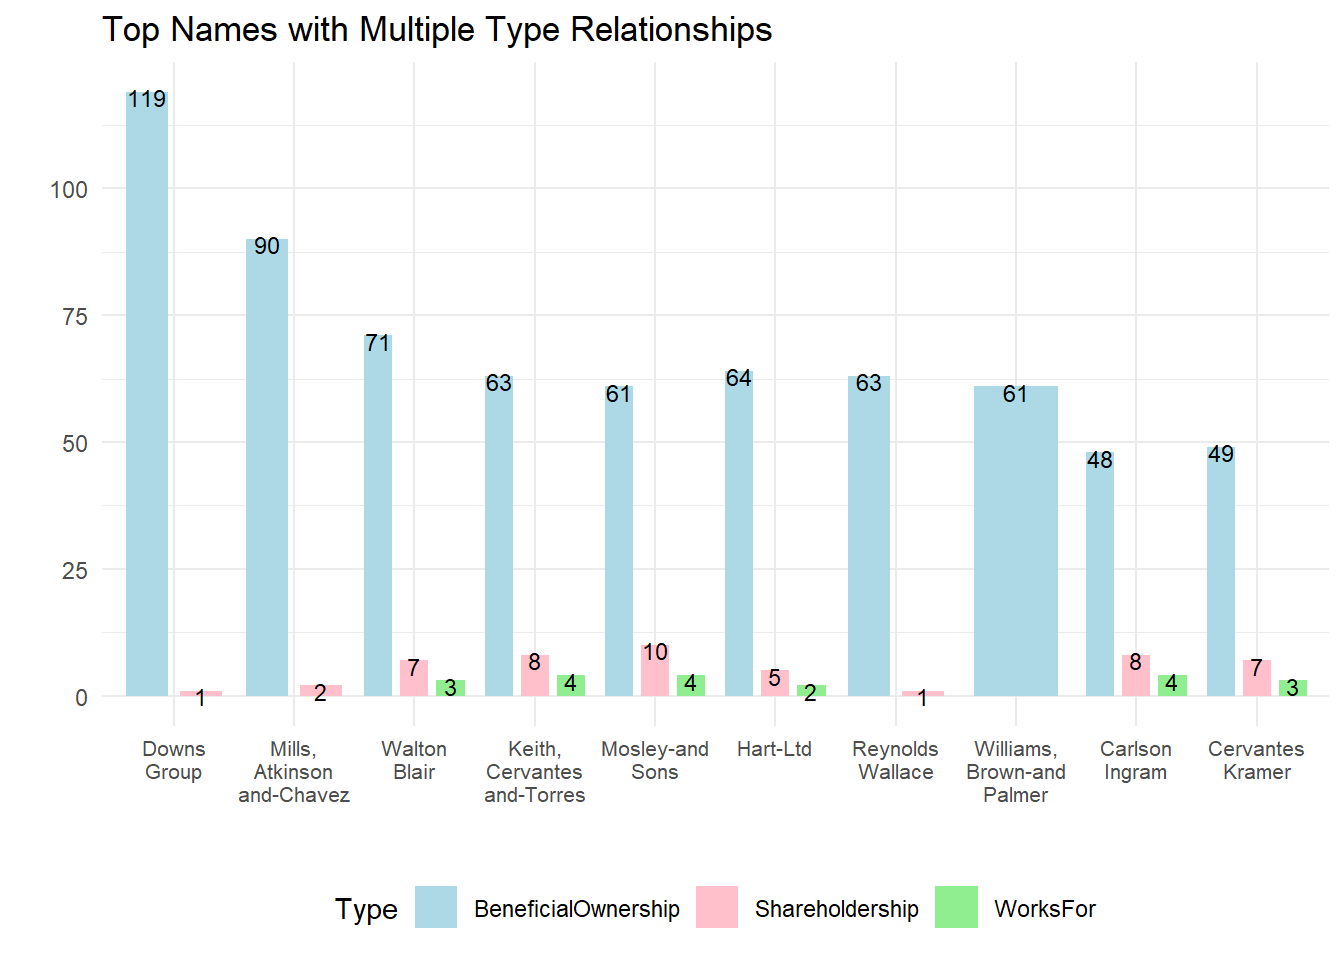 Top Names with Multiple Type Relationships
119
90
71
63
61
64
63
61
48
49
1
2
7
3
8
4
10
4
5
2
1
8
4
7
3
100
75
50
25
0
Downs
Group
Mills,
Atkinson
and-Chavez
Walton
Blair
Keith,
Cervantes
and-Torres
Mosley-and
Sons
Hart-Ltd
Reynolds
Wallace
Williams,
Brown-and
Palmer
Carlson
Ingram
Cervantes
Kramer
Type BeneficialOwnership Shareholdership WorksFor